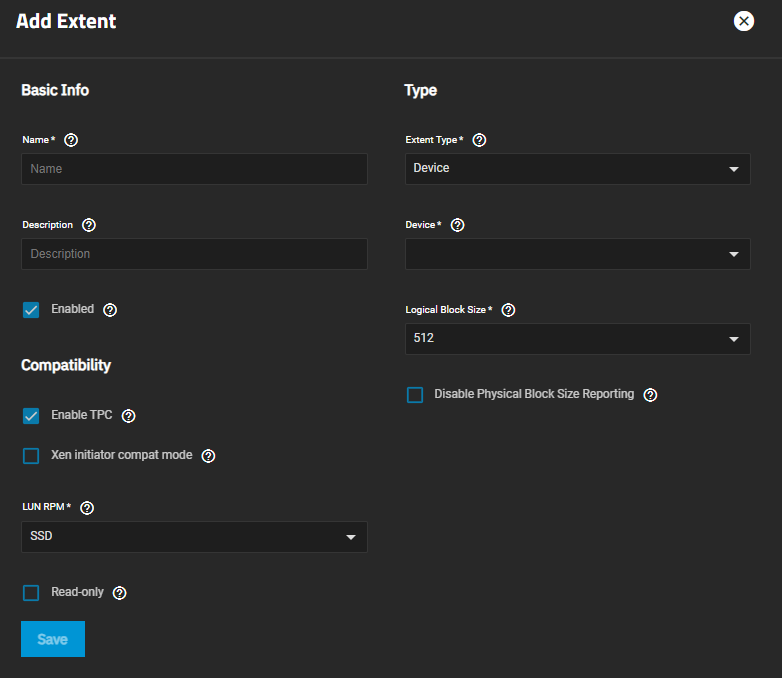 Add Extent
Basic Info
Name *
Name
Description
Description
Enabled
Compatibility
Enable TPC
Xen initiator compat mode
LUN RPM *
SSD
Read-only
Save
Type
Extent Type *
Device
Device *
Logical Block Size *
512
Disable Physical Block Size Reporting